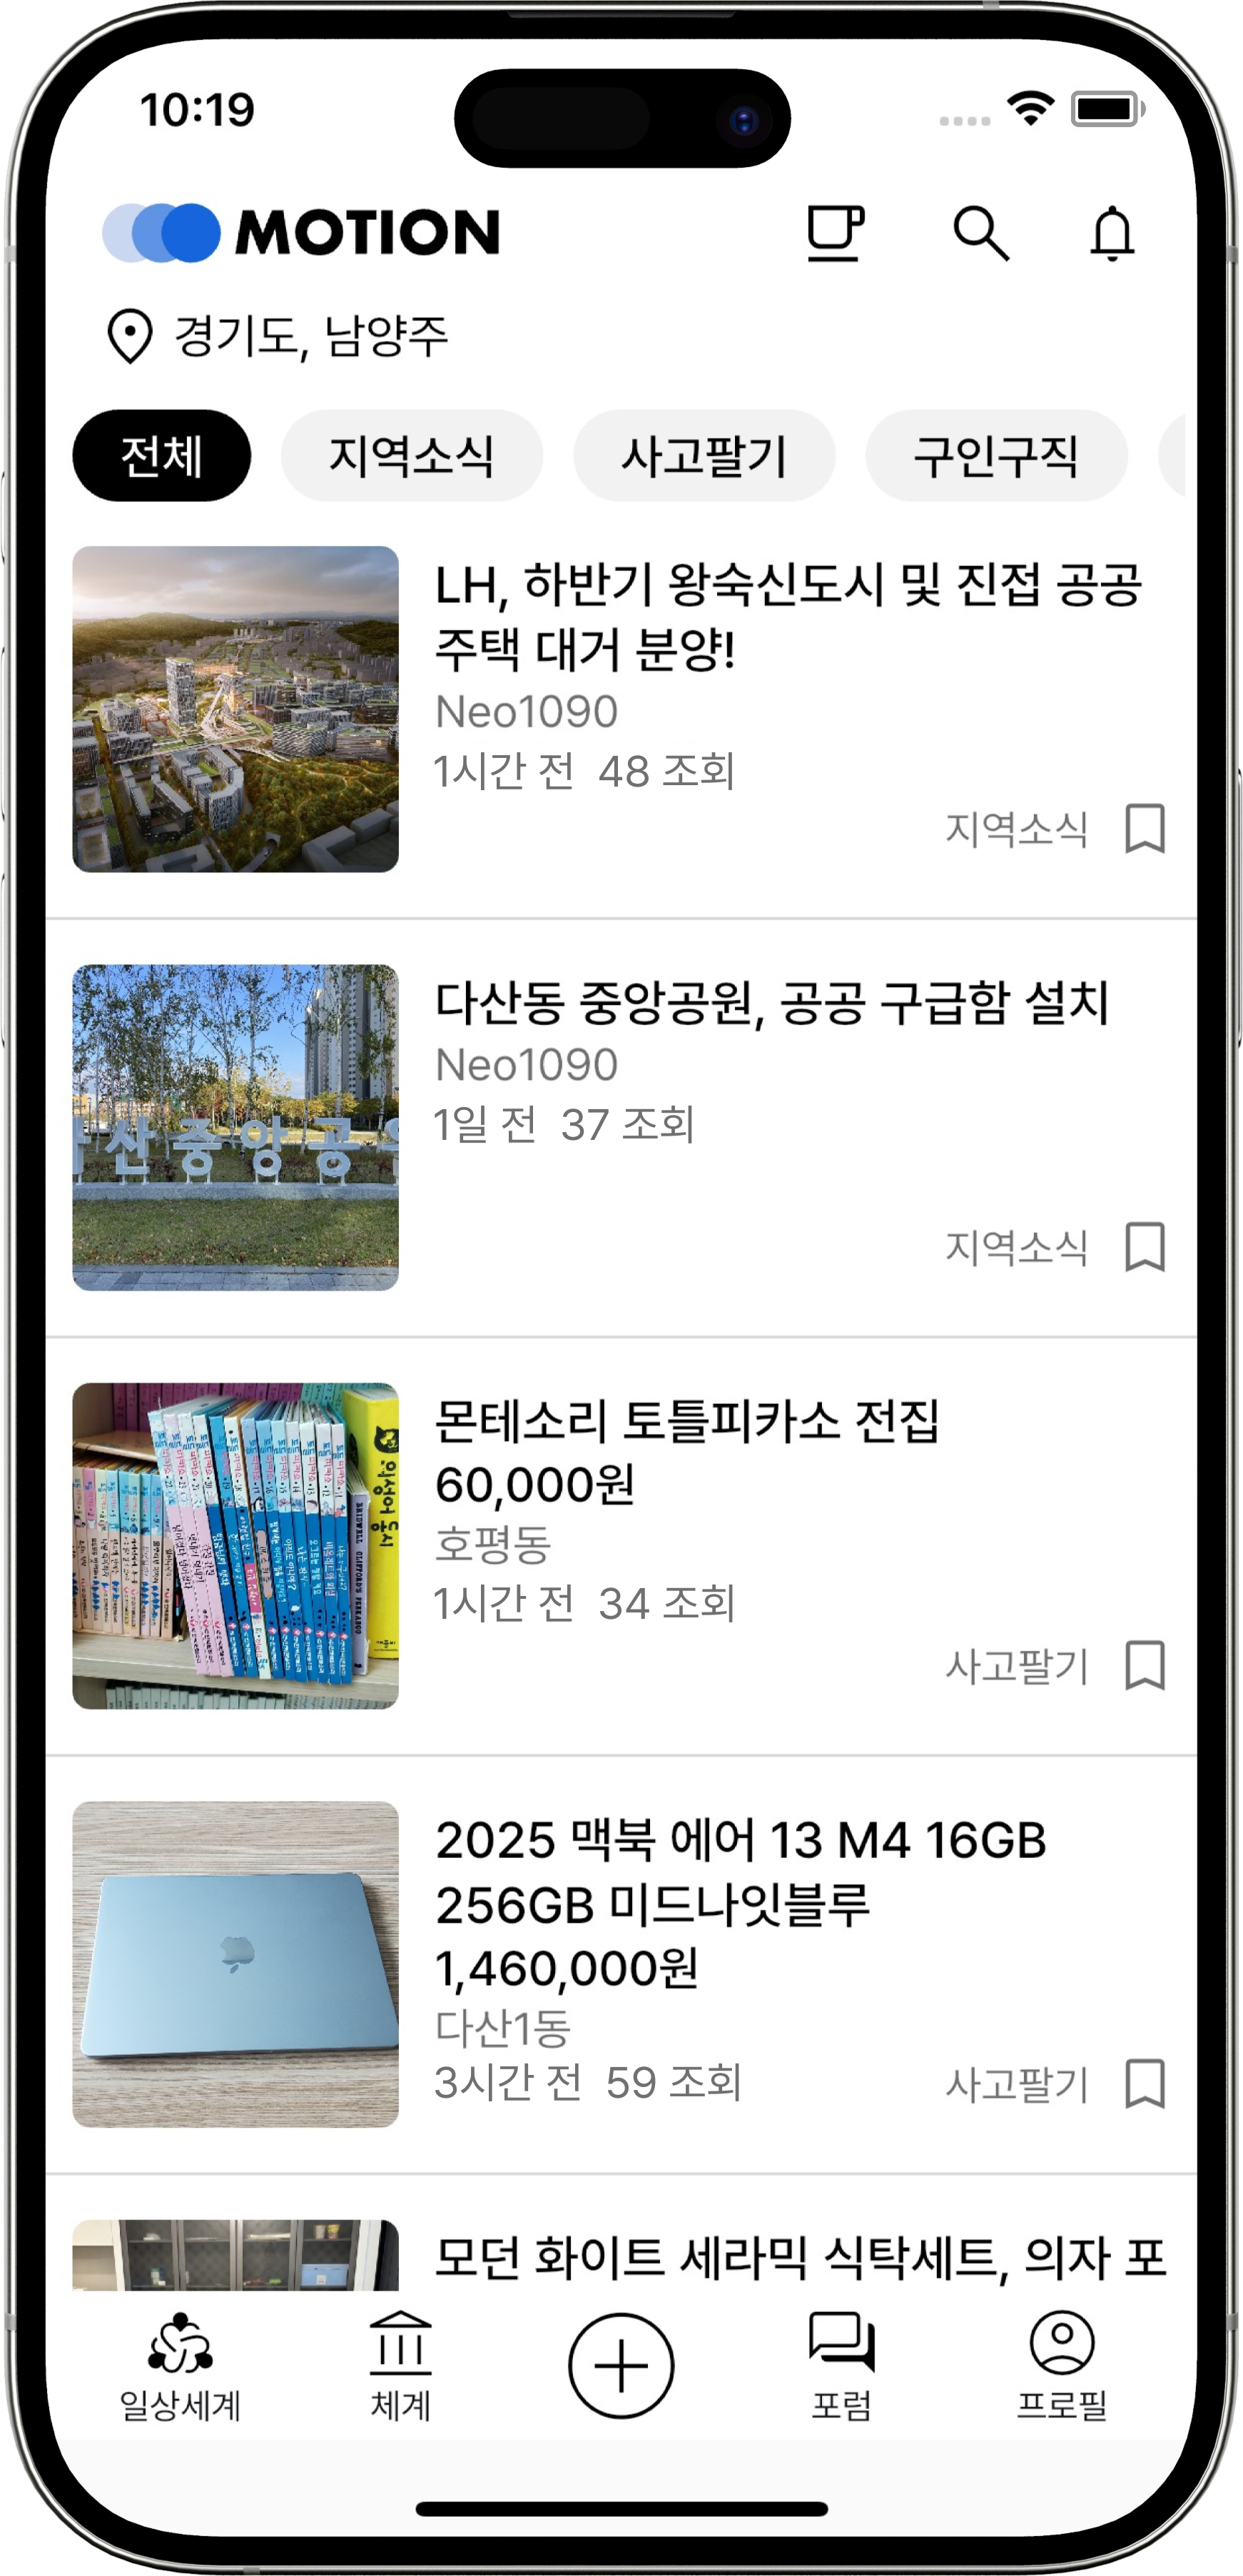 10:19
MOTION
경기도, 남양주
전체 지역소식 사고팔기 구인구직
LH, 하반기 왕숙신도시 및 진접 공공
주택 대거 분양!
Neo1090
1시간 전 48 조회
지역소식
다산동 중앙공원, 공공 구급함 설치
Neo1090
1일 전 37 조회
지역소식
산중앙공
몬테소리 토틀피카소 전집
60,000원
호평동
1시간 전 34 조회
사고팔기
의성어 동시
2025 맥북 에어 13 M4 16GB
256GB 미드나잇블루
1,460,000원
다산1동
3시간 전 59 조회
사고팔기
모던 화이트 세라믹 식탁세트, 의자 포
일상세계 체계 포럼 프로필